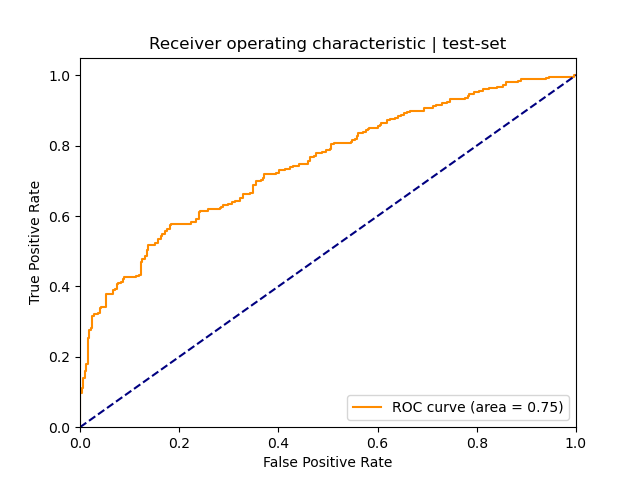 Receiver operating characteristic | test-set
True Positive Rate
1.0
0.8
0.6
0.4
0.2
0.0
ROC curve (area = 0.75)
0.0 0.2 0.4 0.6 0.8 1.0
False Positive Rate